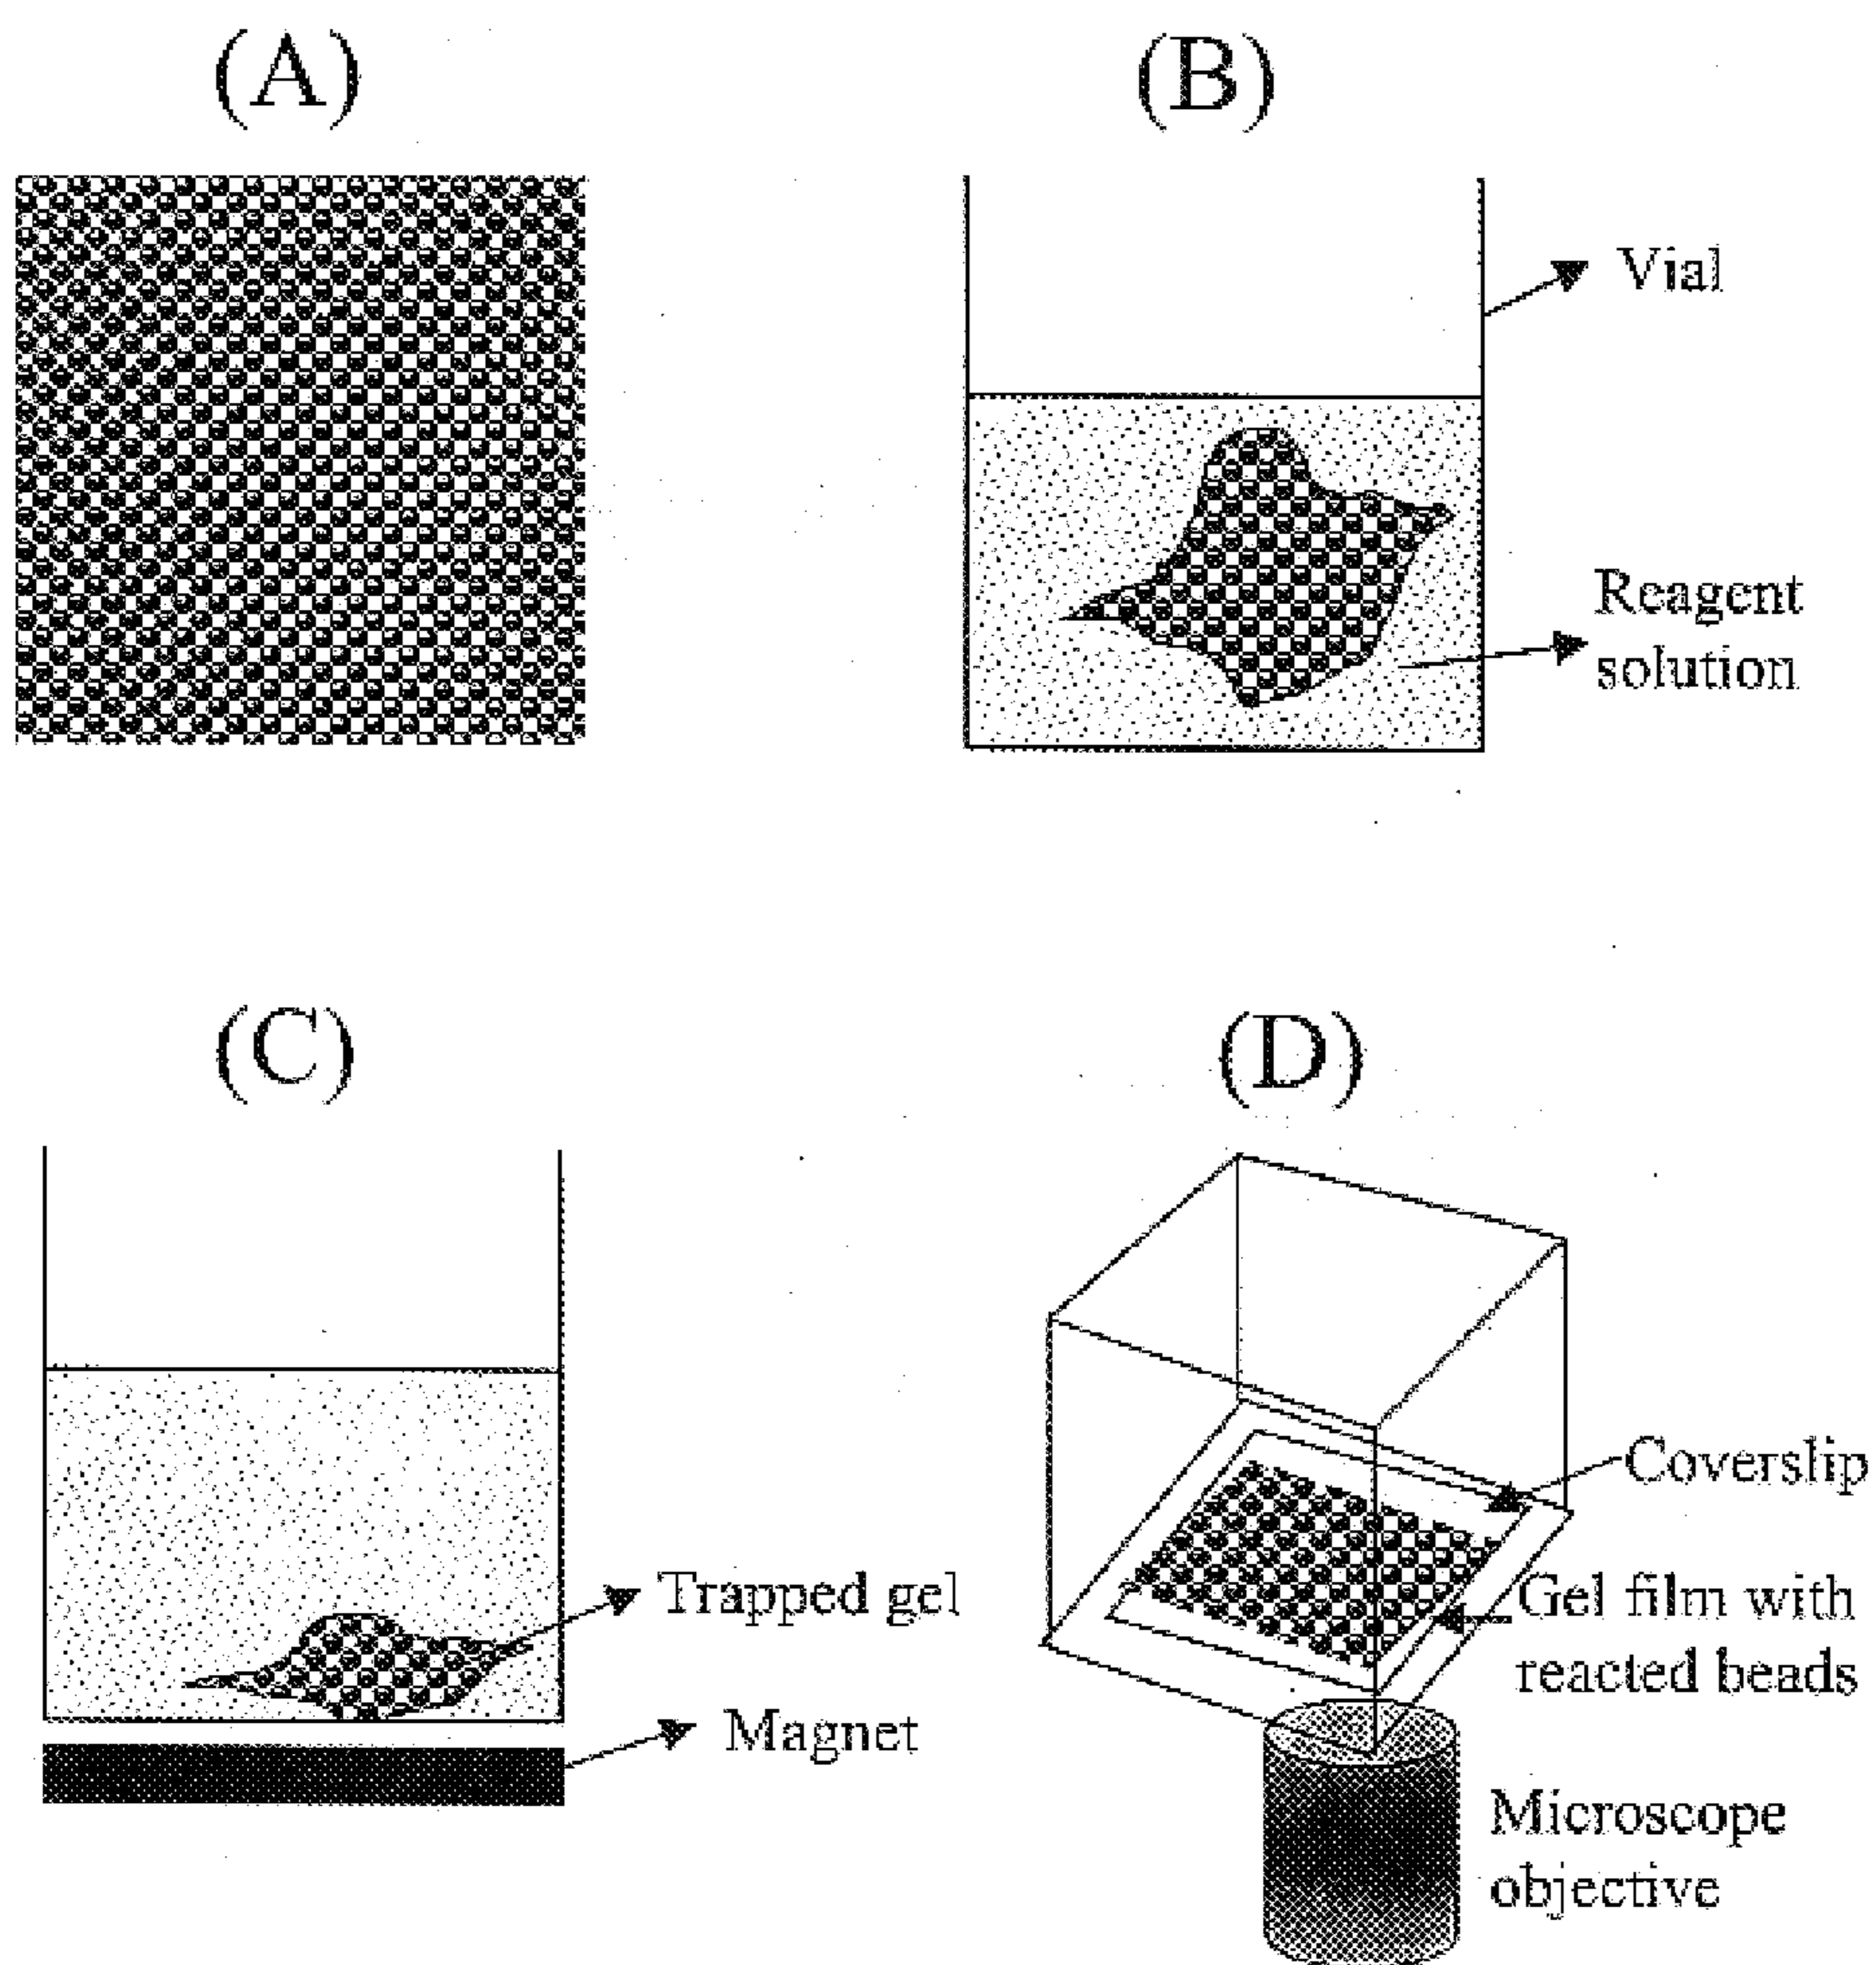 (A)
(B)
Vial
Reagent
solution
(C)
(D)
Coverslip
Trapped gel
Gel film with
reacted beads
Magnet
Microscope
objective